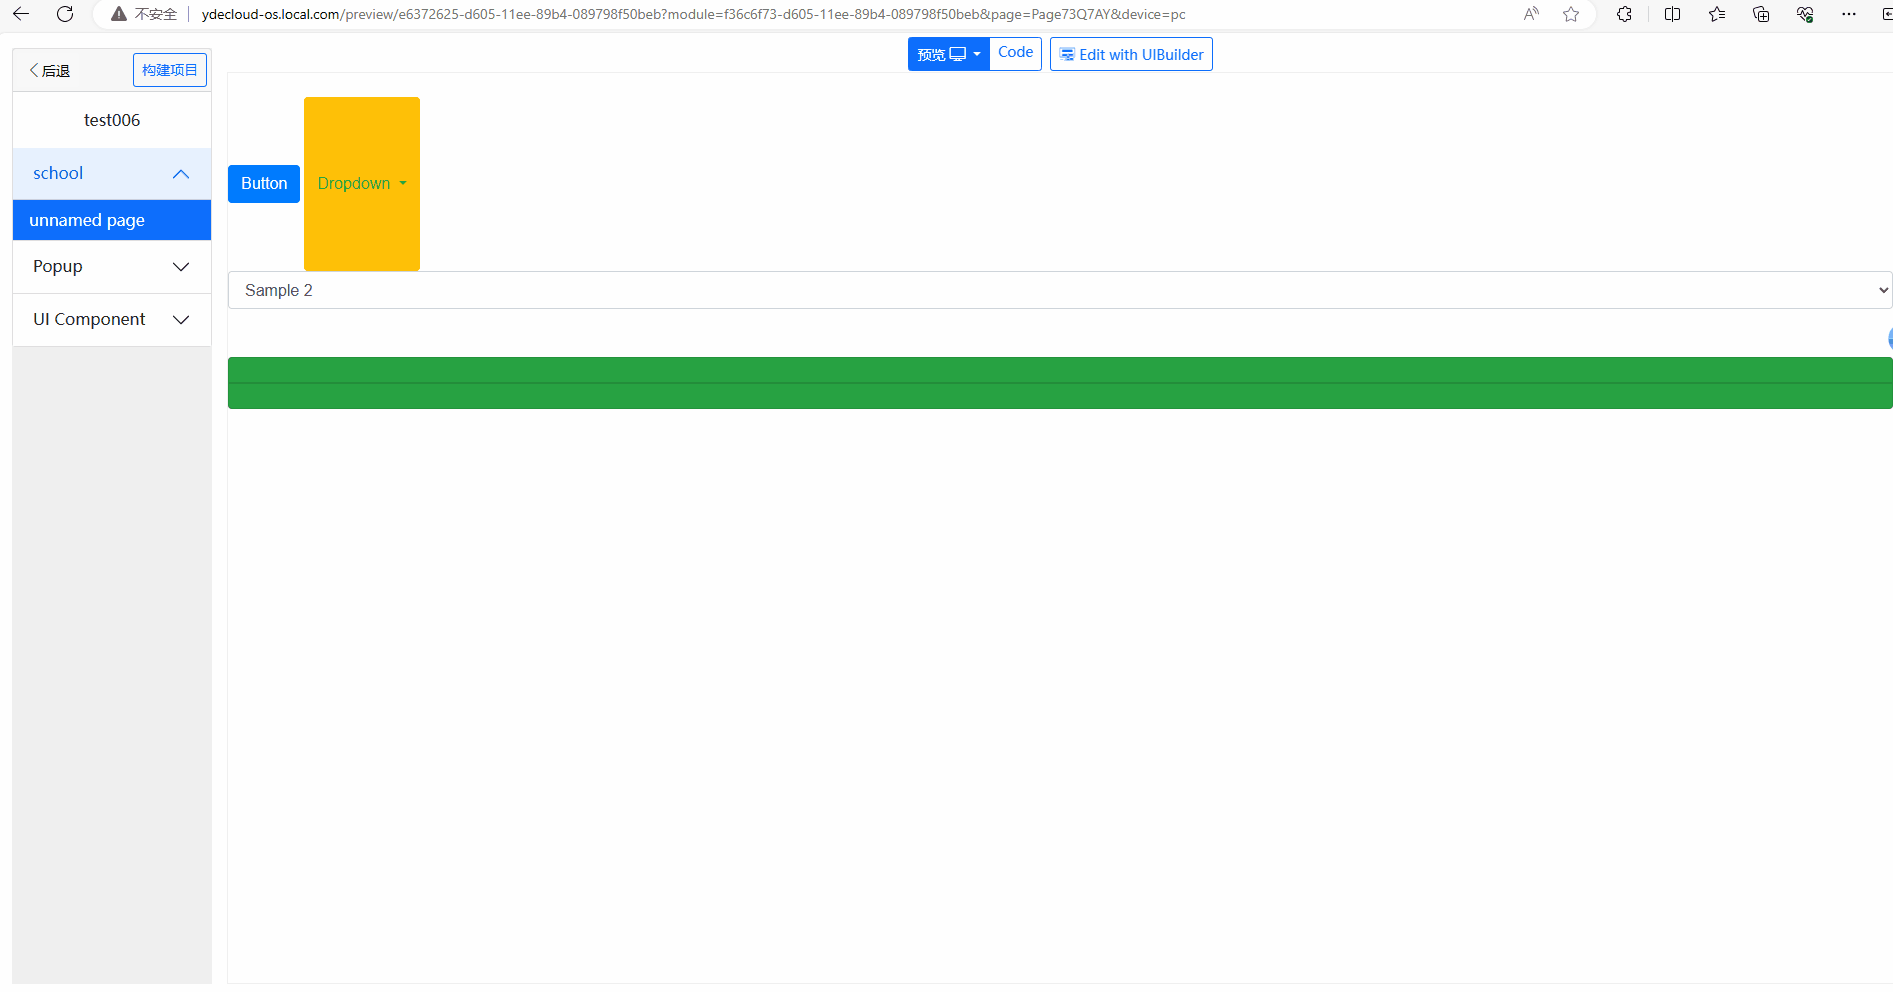 不安全
ydecloud-os.local.com/preview/e6372625-d605-11ee-89b4-089798f50beb?module=f36c6f73-d605-11ee-89b4-089798f50beb&page=Page73Q7AY&device=pc
后退
构建项目
预览
Code
Edit with UIBuilder
test006
school
unnamed page
Popup
UI Component
Button
Dropdown
Sample 2